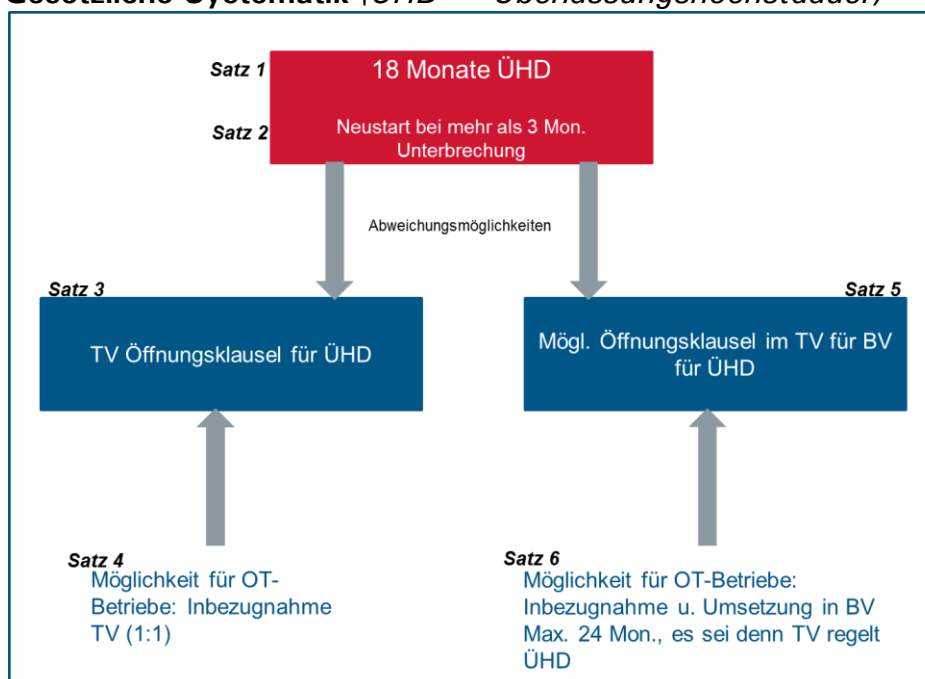 Gesetzliche Systematik (ÜHD = Überlassungshöchstdauer)
Satz 1
18 Monate ÜHD
Satz 2
Neustart bei mehr als 3 Mon.
Unterbrechung
Abweichungsmöglichkeiten
Satz 3
TV Öffnungsklausel für ÜHD
Satz 5
Mögl. Öffnungsklausel im TV für BV
für ÜHD
Satz 4
Möglichkeit für OT-
Betriebe: Inbezugnahme
TV (1:1)
Satz 6
Möglichkeit für OT-Betriebe:
Inbezugnahme u. Umsetzung in BV
Max. 24 Mon., es sei denn TV regelt
ÜHD